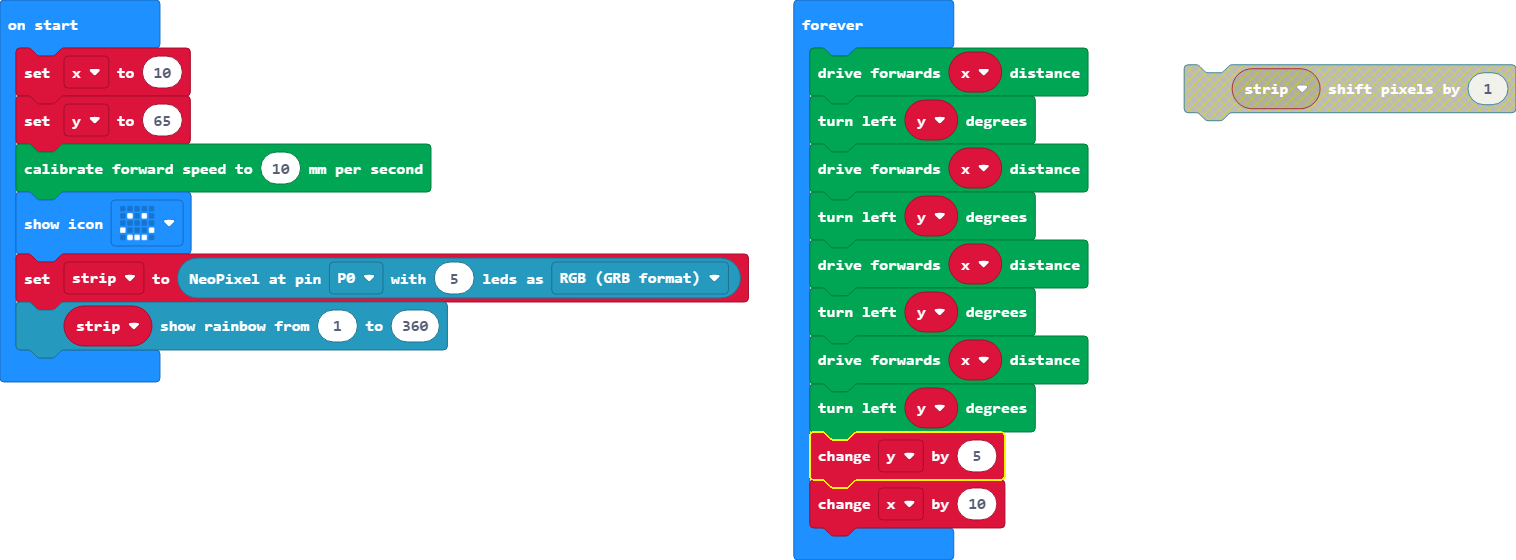 on start
set x to 10
set y to 65
calibrate forward speed to 10 mm per second
show icon
set strip to NeoPixel at pin P0 with 5 leds as RGB (GRB format)
strip show rainbow from 1 to 360
forever
drive forwards x distance
turn left y degrees
drive forwards x distance
turn left y degrees
drive forwards x distance
turn left y degrees
drive forwards x distance
turn left y degrees
change y by 5
change x by 10
strip shift pixels by 1